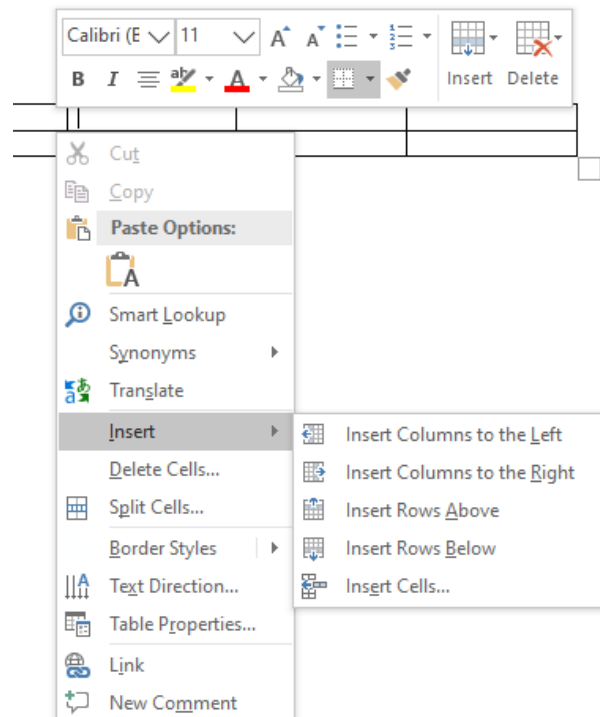 Calibri (E 11 A A
B I ab A Insert Delete
Cut
Copy
Paste Options:
A
Smart Lookup
Synonyms
Translate
Insert
Insert Columns to the Left
Delete Cells...
Insert Columns to the Right
Split Cells...
Insert Rows Above
Border Styles
Insert Rows Below
Text Direction...
Insert Cells...
Table Properties...
Link
New Comment